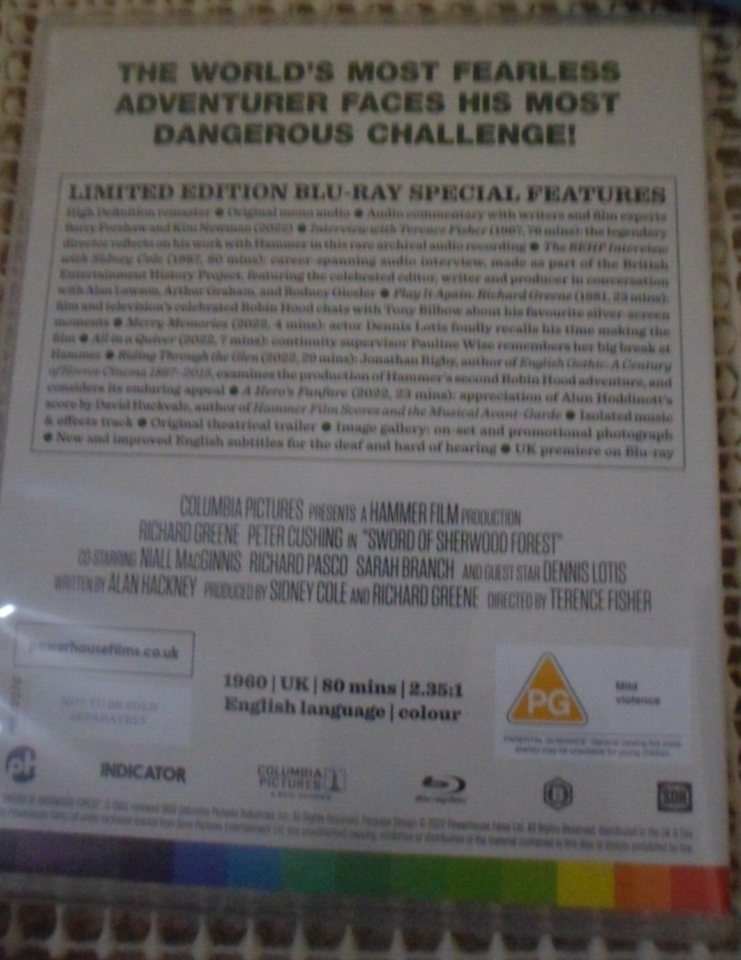 THE WORLD'S MOST FEARLESS
ADVENTURER FACES HIS MOST
DANGEROUS CHALLENGE!
LIMITED EDITION BLU-RAY SPECIAL FEATURES
High Definition remaster ● Original mono audio ● Audio commentary with writers and film experts
Barry Forshaw and Kim Newman (2022) ● Interview with Terence Fisher (1967, 76 mins): the legendary
director reflects on his work with Hammer in this rare archival audio recording ● The BEHP Interview
with Sidney Cole (1987, 80 mins): career-spanning audio interview, made as part of the British
Entertainment History Project, featuring the celebrated editor, writer and producer in conversation
with Alan Lawson, Arthur Graham, and Rodney Giesler ● Play It Again: Richard Greene (1981, 23 mins):
film and television's celebrated Robin Hood chats with Tony Bilbow about his favourite silver-screen
moments ● Merry Memories (2022, 4 mins): actor Dennis Lotis fondly recalls his time making the
film ● All in a Quiver (2022, 7 mins): continuity supervisor Pauline Wise remembers her big break at
Hammer ● Riding Through the Glen (2022, 29 mins): Jonathan Rigby, author of English Gothic: A Century
of Horror Cinema 1897–2015, examines the production of Hammer's second Robin Hood adventure, and
considers its enduring appeal ● A Hero's Fanfare (2022, 23 mins): appreciation of Alun Hoddinott's
score by David Huckvale, author of Hammer Film Scores and the Musical Avant-Garde ● Isolated music
& effects track ● Original theatrical trailer ● Image gallery: on-set and promotional photograph
● New and improved English subtitles for the deaf and hard of hearing ● UK premiere on Blu-ray
COLUMBIA PICTURES PRESENTS A HAMMER FILM PRODUCTION
RICHARD GREENE PETER CUSHING IN "SWORD OF SHERWOOD FOREST"
CO-STARRING NIALL MacGINNIS RICHARD PASCO SARAH BRANCH AND GUEST STAR DENNIS LOTIS
WRITTEN BY ALAN HACKNEY PRODUCED BY SIDNEY COLE AND RICHARD GREENE DIRECTED BY TERENCE FISHER
powerhousefilms.co.uk
NOT TO BE SOLD
SEPARATELY
1960 | UK | 80 mins | 2.35:1
English language | colour
PG
Mild
violence
PARENTAL GUIDANCE
pH
INDICATOR
COLUMBIA
PICTURES
Blu-ray Disc
B
SDH